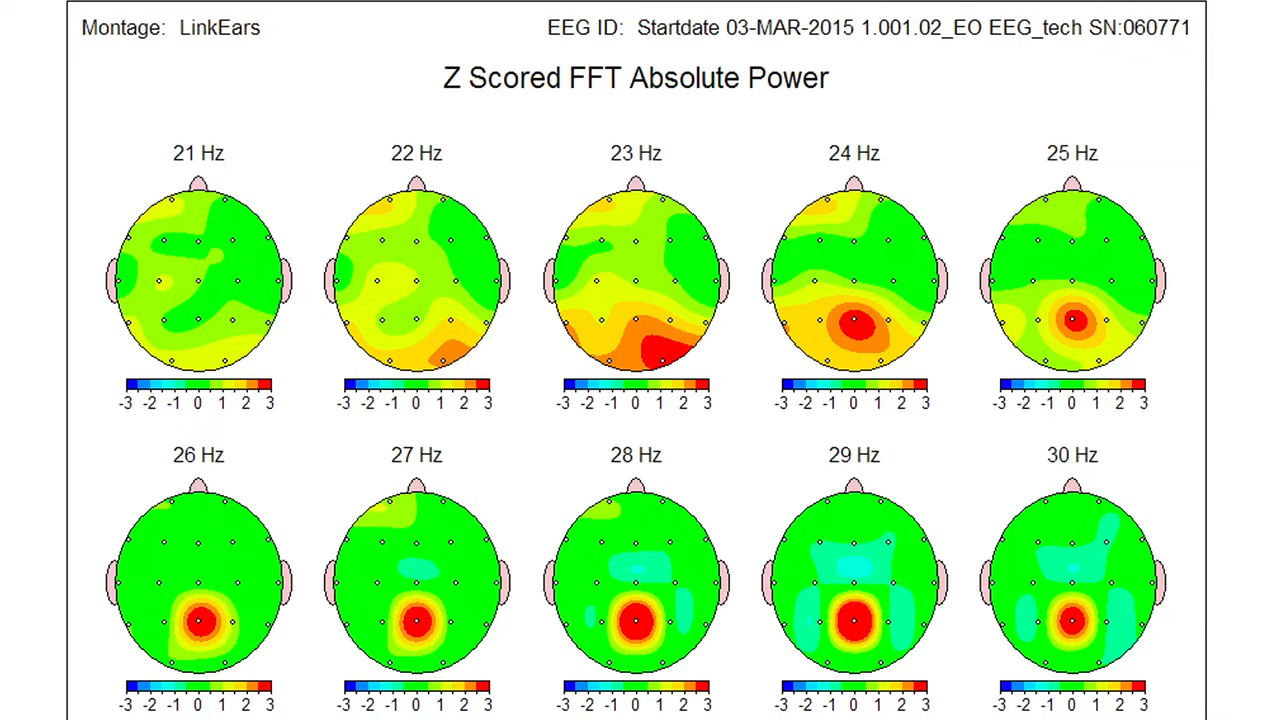 Montage: LinkEars EEG ID: Startdate 03-MAR-2015 1.001.02_EO EEG_tech SN:060771
Z Scored FFT Absolute Power
21 Hz 22 Hz 23 Hz 24 Hz 25 Hz
-3 -2 -1 0 1 2 3 -3 -2 -1 0 1 2 3 -3 -2 -1 0 1 2 3 -3 -2 -1 0 1 2 3 -3 -2 -1 0 1 2 3
26 Hz 27 Hz 28 Hz 29 Hz 30 Hz
-3 -2 -1 0 1 2 3 -3 -2 -1 0 1 2 3 -3 -2 -1 0 1 2 3 -3 -2 -1 0 1 2 3 -3 -2 -1 0 1 2 3